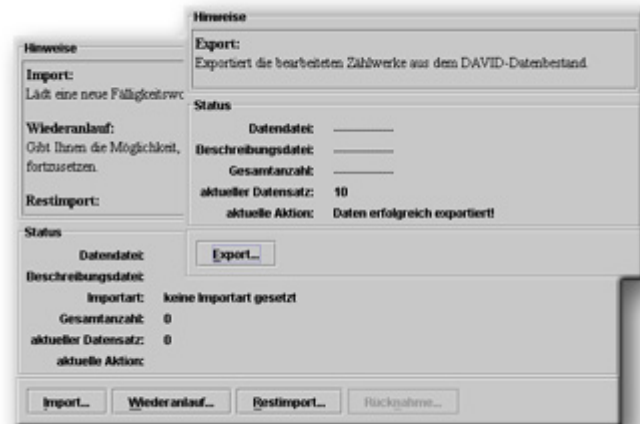 Hinweise
Export:
Exportiert die bearbeiteten Zählwerke aus dem DAVID-Datenbestand.
Status
Datendatei:
Beschreibungsdatei:
Gesamtanzahl:
aktueller Datensatz: 10
aktuelle Aktion: Daten erfolgreich exportiert!
Export...
Hinweise
Import:
Lädt eine neue Fälligkeitswo
Wiederanlauf:
Gibt Ihnen die Möglichkeit,
fortzusetzen.
Restimport:
Status
Datendatei:
Beschreibungsdatei:
Importart: keine Importart gesetzt
Gesamtanzahl: 0
aktueller Datensatz: 0
aktuelle Aktion:
Import... Wiederanlauf... Restimport... Rücknahme...